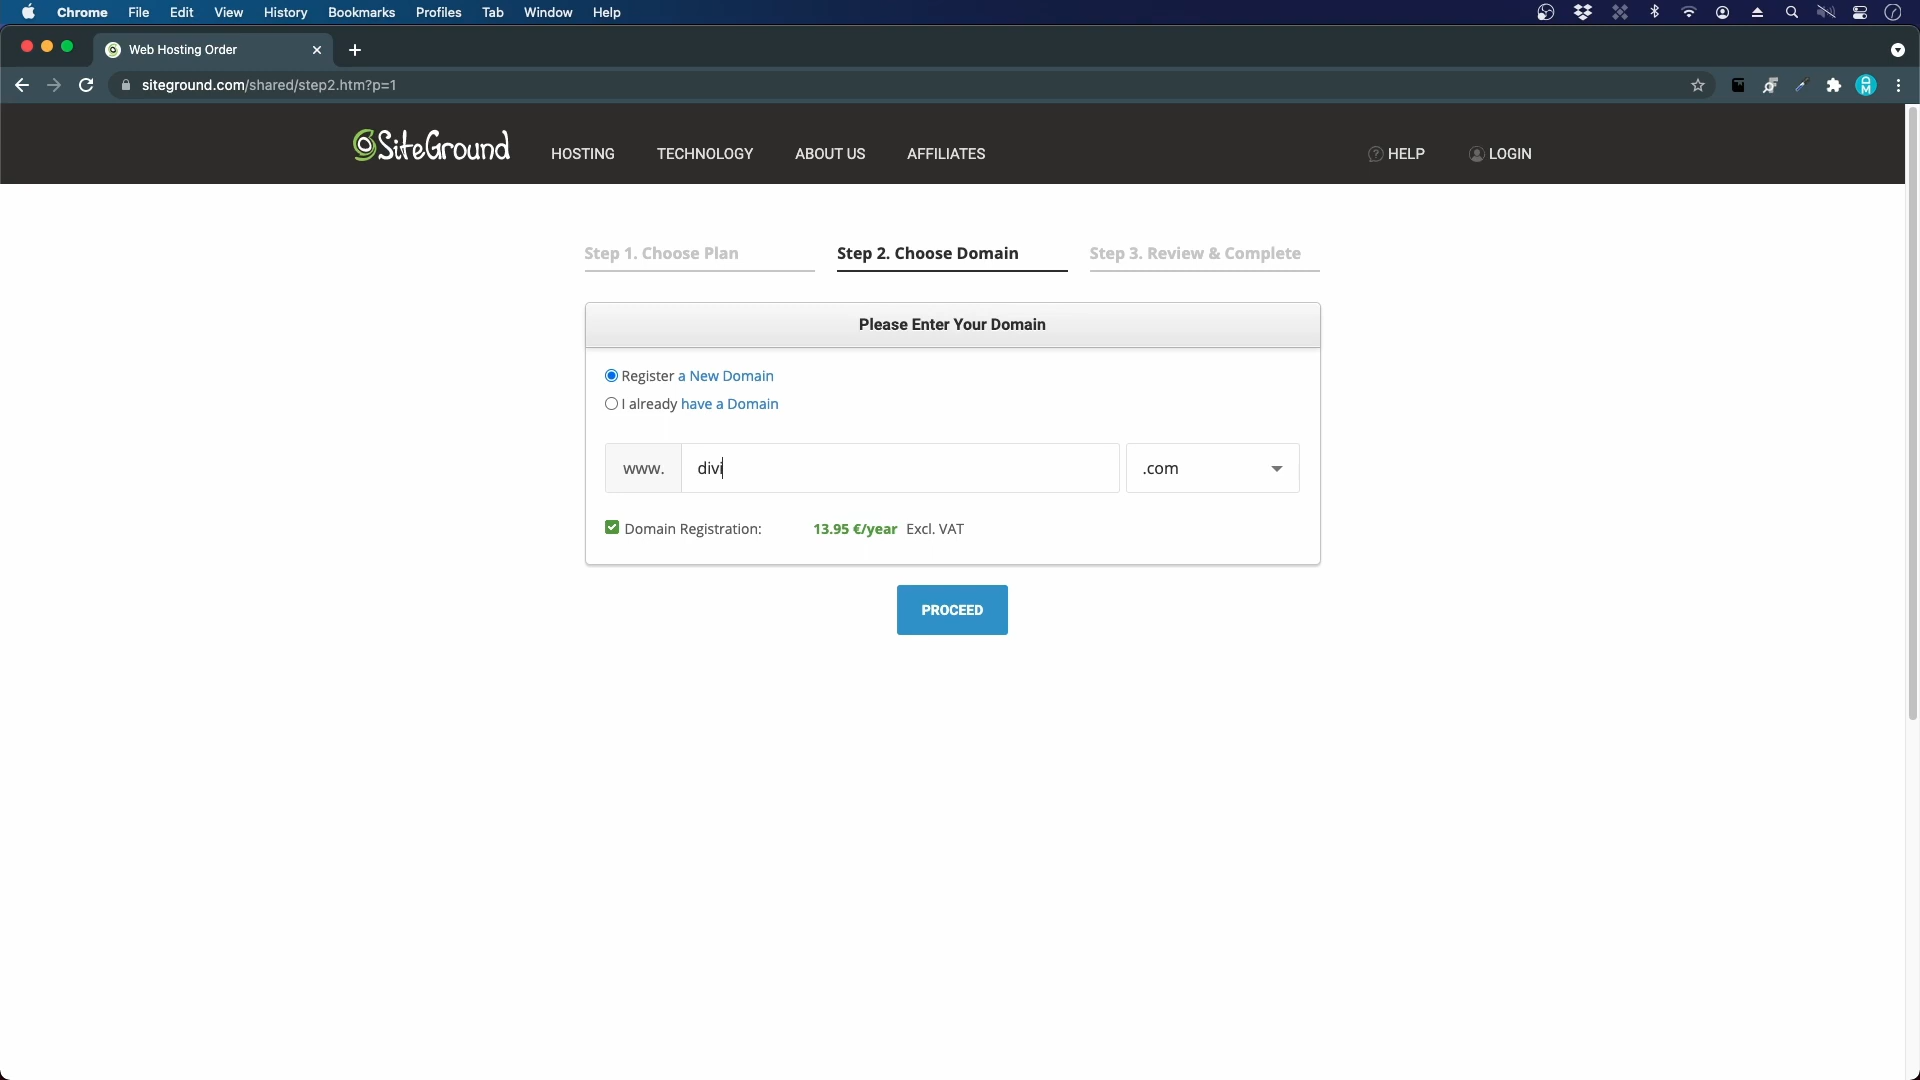 Chrome File Edit View History Bookmarks Profiles Tab Window Help
Web Hosting Order
siteground.com/shared/step2.htm?p=1
DM
SiteGround HOSTING TECHNOLOGY ABOUT US AFFILIATES HELP LOGIN
Step 1. Choose Plan Step 2. Choose Domain Step 3. Review & Complete
Please Enter Your Domain
Register a New Domain
I already have a Domain
www. divi .com
Domain Registration: 13.95 €/year Excl. VAT
PROCEED